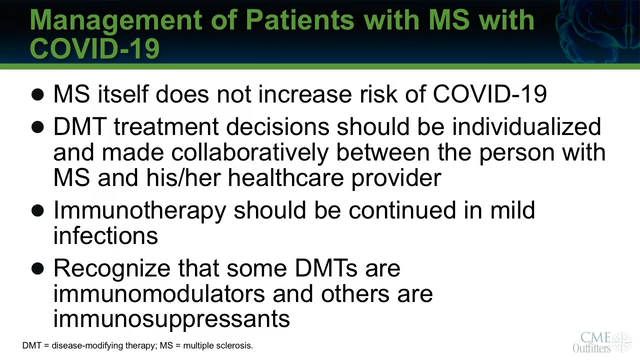 Management of Patients with MS with
COVID-19
● MS itself does not increase risk of COVID-19
● DMT treatment decisions should be individualized
and made collaboratively between the person with
MS and his/her healthcare provider
● Immunotherapy should be continued in mild
infections
● Recognize that some DMTs are
immunomodulators and others are
immunosuppressants
DMT = disease-modifying therapy; MS = multiple sclerosis.
CME
Outfitters